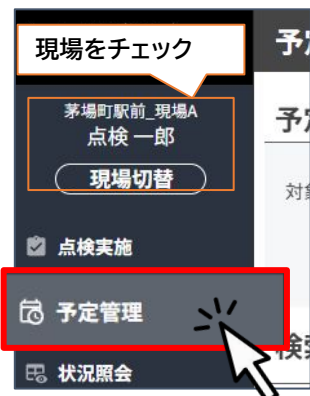 現場をチェック
茅場町駅前_現場A
点検 一郎
現場切替
点検実施
予定管理
状況照会
予
予
対
検